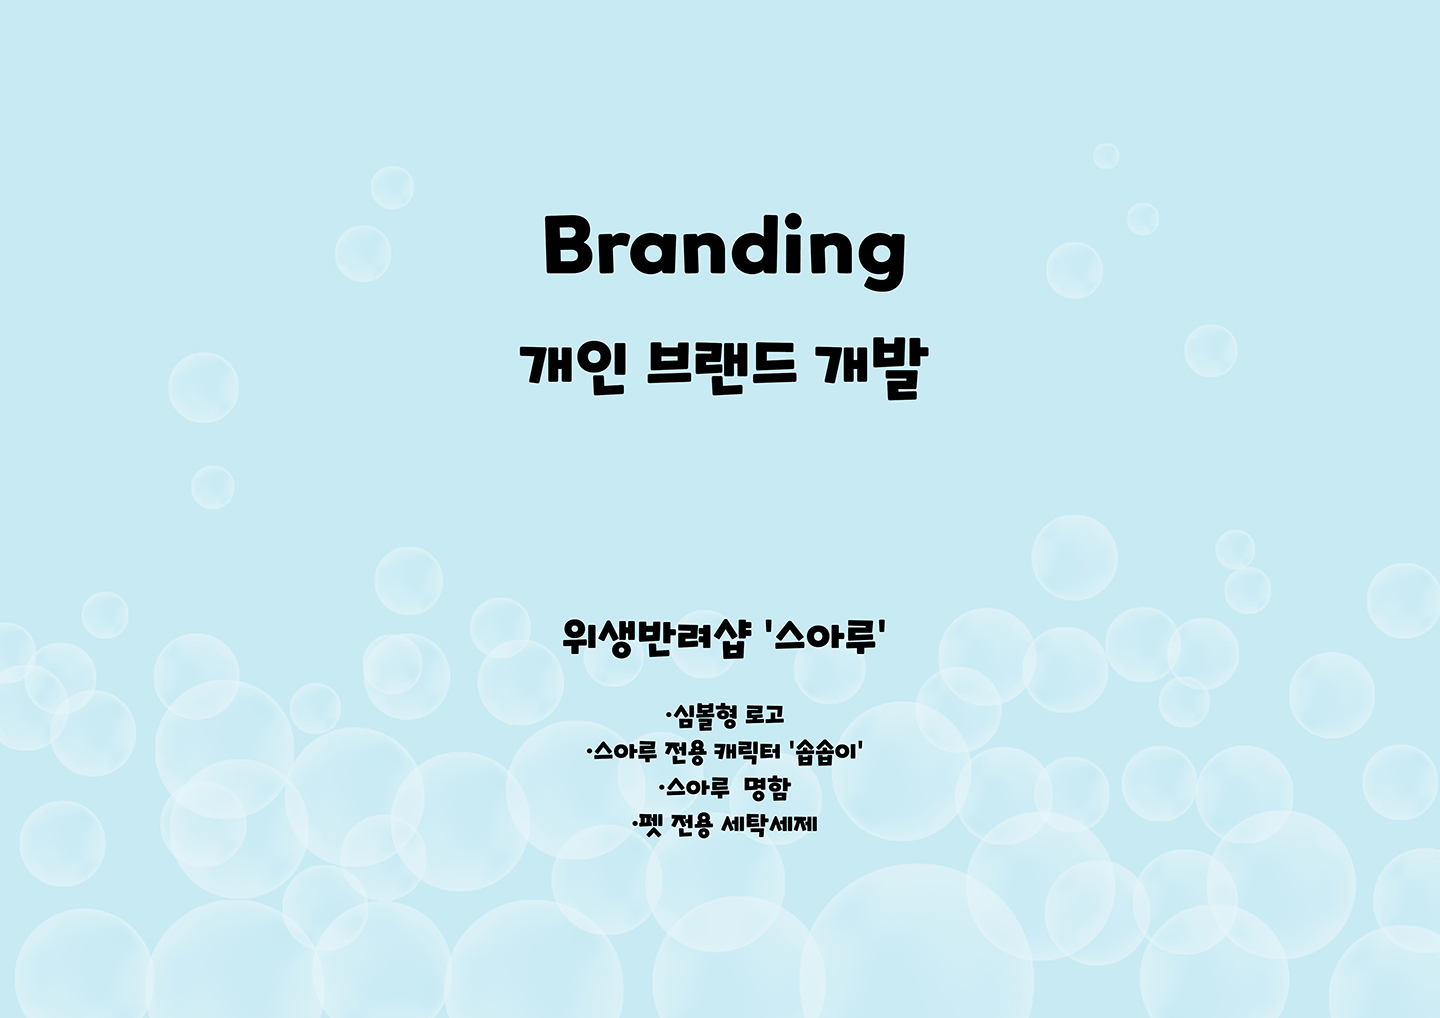 Branding
개인 브랜드 개발
위생반려샵 '스아루'
·심볼형 로고
·스아루 전용 캐릭터 '솝솝이'
·스아루 명함
·펫 전용 세탁세제